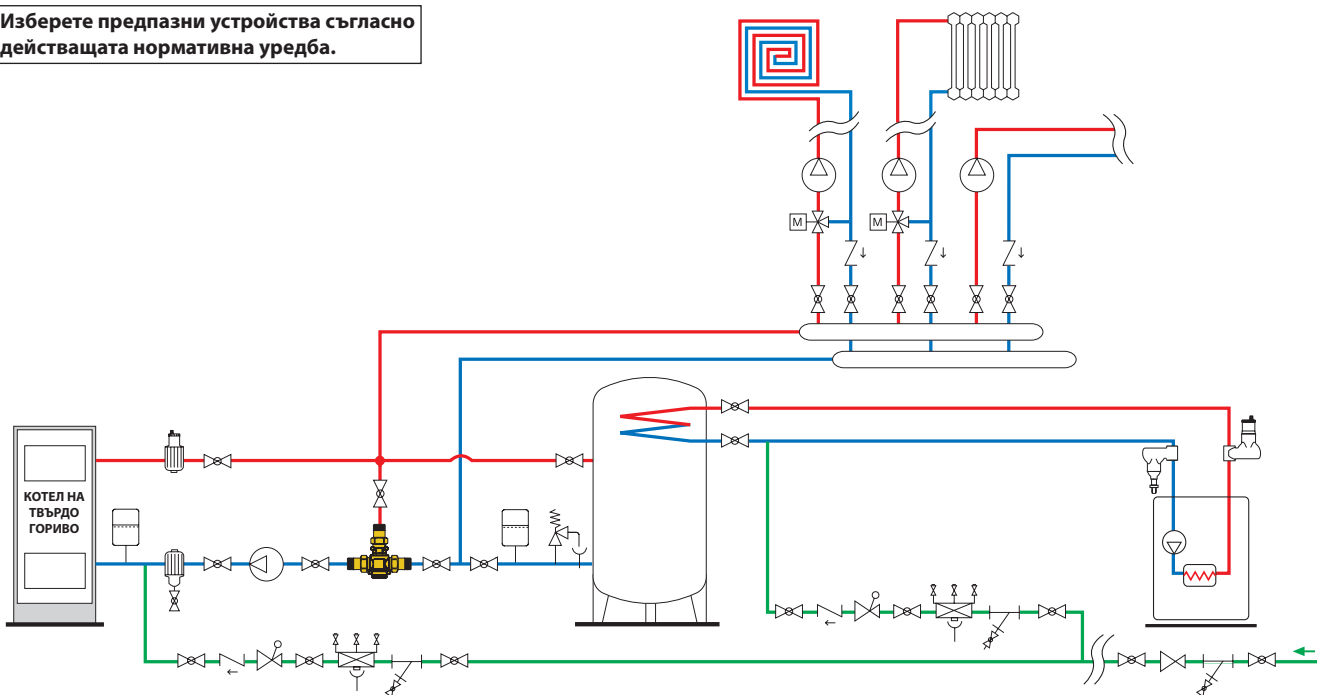 Изберете предпазни устройства съгласно
действащата нормативна уредба.
M
M
КОТЕЛ НА
ТВЪРДО
ГОРИВО